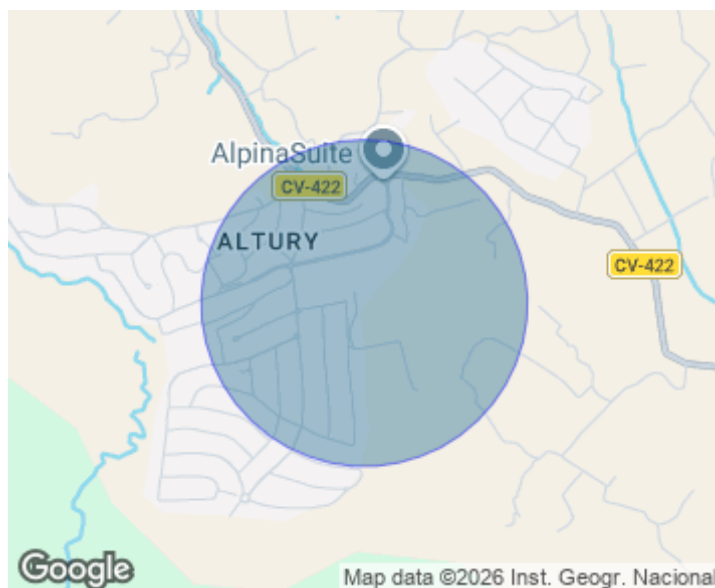 AlpinaSuite
CV-422
ALTURY
CV-422
Google
Map data ©2026 Inst. Geogr. Nacional